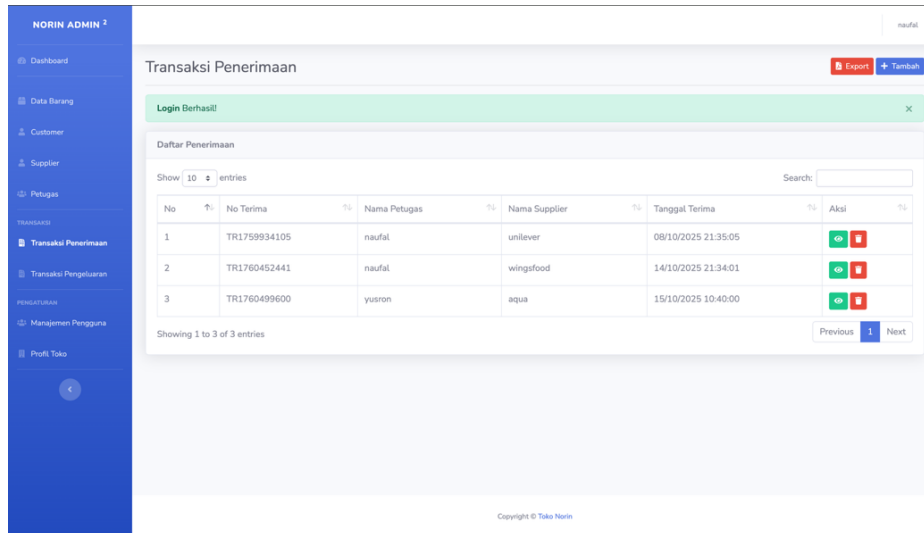 NORIN ADMIN 2
naufal
Dashboard
Data Barang
Customer
Supplier
Petugas
TRANSAKSI
Transaksi Penerimaan
Transaksi Pengeluaran
PENGATURAN
Manajemen Pengguna
Profil Toko
Transaksi Penerimaan
Export
+ Tambah
Login Berhasil!
×
Daftar Penerimaan
Show 10 entries
Search:
No No Terima Nama Petugas Nama Supplier Tanggal Terima Aksi
1 TR1759934105 naufal unilever 08/10/2025 21:35:05
2 TR1760452441 naufal wingsfood 14/10/2025 21:34:01
3 TR1760499600 yusron aqua 15/10/2025 10:40:00
Showing 1 to 3 of 3 entries
Previous 1 Next
Copyright © Toko Norin